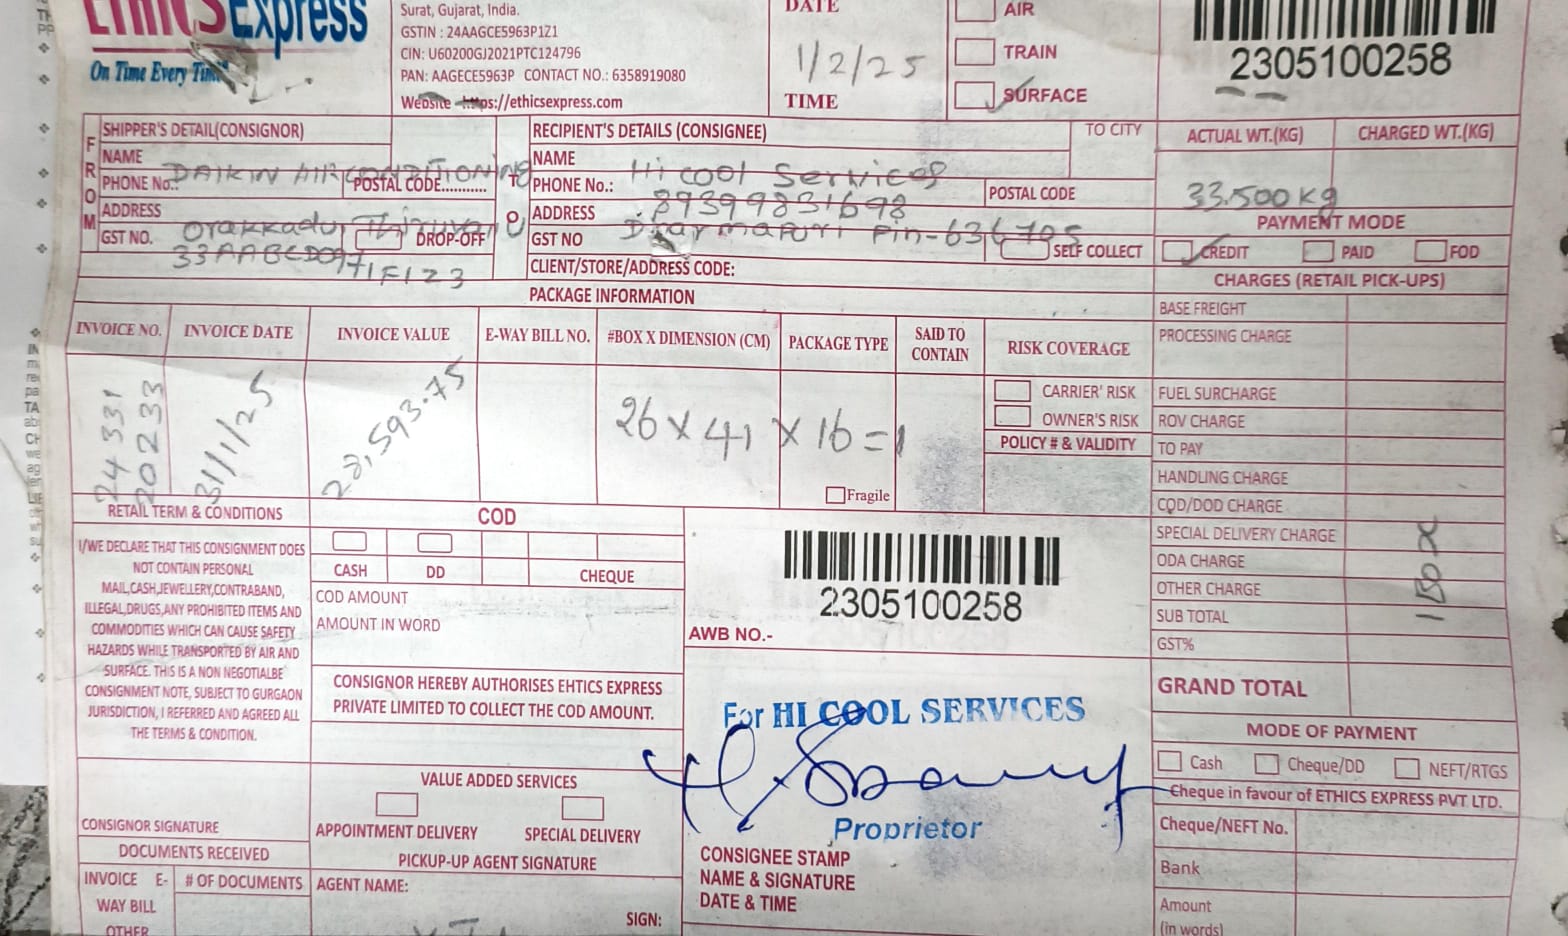 ETHICS Express
On Time Every Time
Surat, Gujarat, India.
GSTIN : 24AAGCE5963P1Z1
CIN: U60200GJ2021PTC124796
PAN: AAGECE5963P CONTACT NO.: 6358919080
Website - https://ethicsexpress.com
DATE
1/2/25
TIME
AIR
TRAIN
SURFACE
2305100258
FROM
SHIPPER'S DETAIL(CONSIGNOR)
NAME
DAIKIN AIRCONDITIONING
PHONE No.:
POSTAL CODE...........
ADDRESS
Orakkadu,
GST NO.
DROP-OFF
TO
RECIPIENT'S DETAILS (CONSIGNEE)
TO CITY
NAME
Hi cool Services
PHONE No.:
89399831698
POSTAL CODE
ADDRESS
Dharmapuri Pin-636705
GST NO
SELF COLLECT
CLIENT/STORE/ADDRESS CODE:
ACTUAL WT.(KG)
CHARGED WT.(KG)
33.500kg
PAYMENT MODE
CREDIT
PAID
FOD
CHARGES (RETAIL PICK-UPS)
PACKAGE INFORMATION
INVOICE NO.
INVOICE DATE
INVOICE VALUE
E-WAY BILL NO.
#BOX X DIMENSION (CM)
PACKAGE TYPE
SAID TO
CONTAIN
RISK COVERAGE
24331
20233
31/1/25
22,593.75
26 X 41 X 16 = 1
Fragile
CARRIER' RISK
OWNER'S RISK
POLICY # & VALIDITY
BASE FREIGHT
PROCESSING CHARGE
FUEL SURCHARGE
ROV CHARGE
TO PAY
HANDLING CHARGE
COD/DOD CHARGE
SPECIAL DELIVERY CHARGE
ODA CHARGE
OTHER CHARGE
SUB TOTAL
GST%
GRAND TOTAL
RETAIL TERM & CONDITIONS
I/WE DECLARE THAT THIS CONSIGNMENT DOES
NOT CONTAIN PERSONAL
MAIL,CASH,JEWELLERY,CONTRABAND,
ILLEGAL,DRUGS,ANY PROHIBITED ITEMS AND
COMMODITIES WHICH CAN CAUSE SAFETY
HAZARDS WHILE TRANSPORTED BY AIR AND
SURFACE. THIS IS A NON NEGOTIALBE
CONSIGNMENT NOTE, SUBJECT TO GURGAON
JURISDICTION, I REFERRED AND AGREED ALL
THE TERMS & CONDITION.
CONSIGNOR SIGNATURE
DOCUMENTS RECEIVED
INVOICE E-
WAY BILL
OTHER
# OF DOCUMENTS
COD
CASH
DD
CHEQUE
COD AMOUNT
AMOUNT IN WORD
CONSIGNOR HEREBY AUTHORISES EHTICS EXPRESS
PRIVATE LIMITED TO COLLECT THE COD AMOUNT.
VALUE ADDED SERVICES
APPOINTMENT DELIVERY
SPECIAL DELIVERY
PICKUP-UP AGENT SIGNATURE
AGENT NAME:
SIGN:
2305100258
AWB NO.-
For HI COOL SERVICES
Proprietor
CONSIGNEE STAMP
NAME & SIGNATURE
DATE & TIME
MODE OF PAYMENT
Cash
Cheque/DD
NEFT/RTGS
Cheque in favour of ETHICS EXPRESS PVT LTD.
Cheque/NEFT No.
Bank
Amount
(in words)